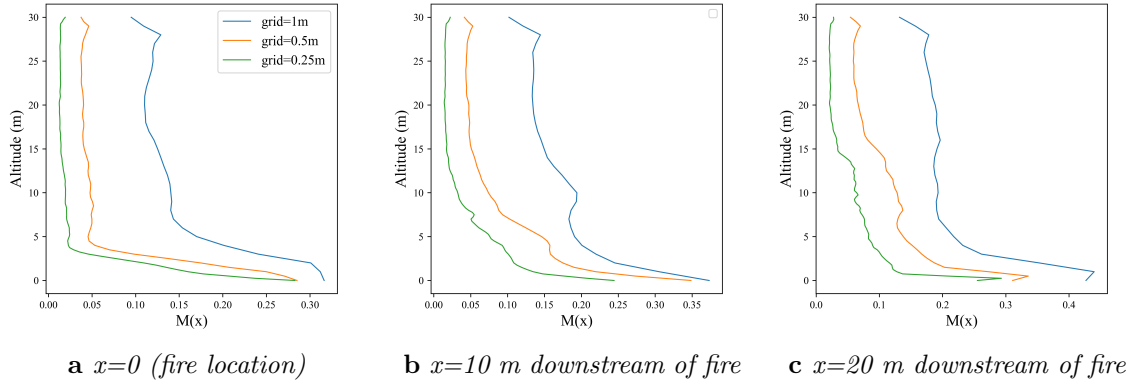 30
25
20
15
10
5
0
Altitude (m)
0.00 0.05 0.10 0.15 0.20 0.25 0.30
M(x)
grid=1m
grid=0.5m
grid=0.25m
30
25
20
15
10
5
0
Altitude (m)
0.00 0.05 0.10 0.15 0.20 0.25 0.30 0.35
M(x)
30
25
20
15
10
5
0
Altitude (m)
0.0 0.1 0.2 0.3 0.4
M(x)
a x=0 (fire location)
b x=10 m downstream of fire
c x=20 m downstream of fire